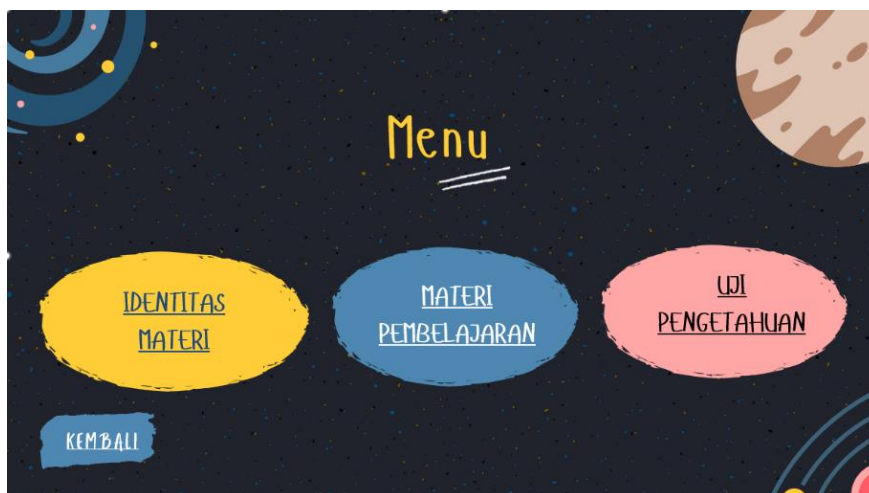 Menu
IDENTITAS
MATERI
MATERI
PEMBELAJARAN
UJI
PENGETAHUAN
KEMBALI